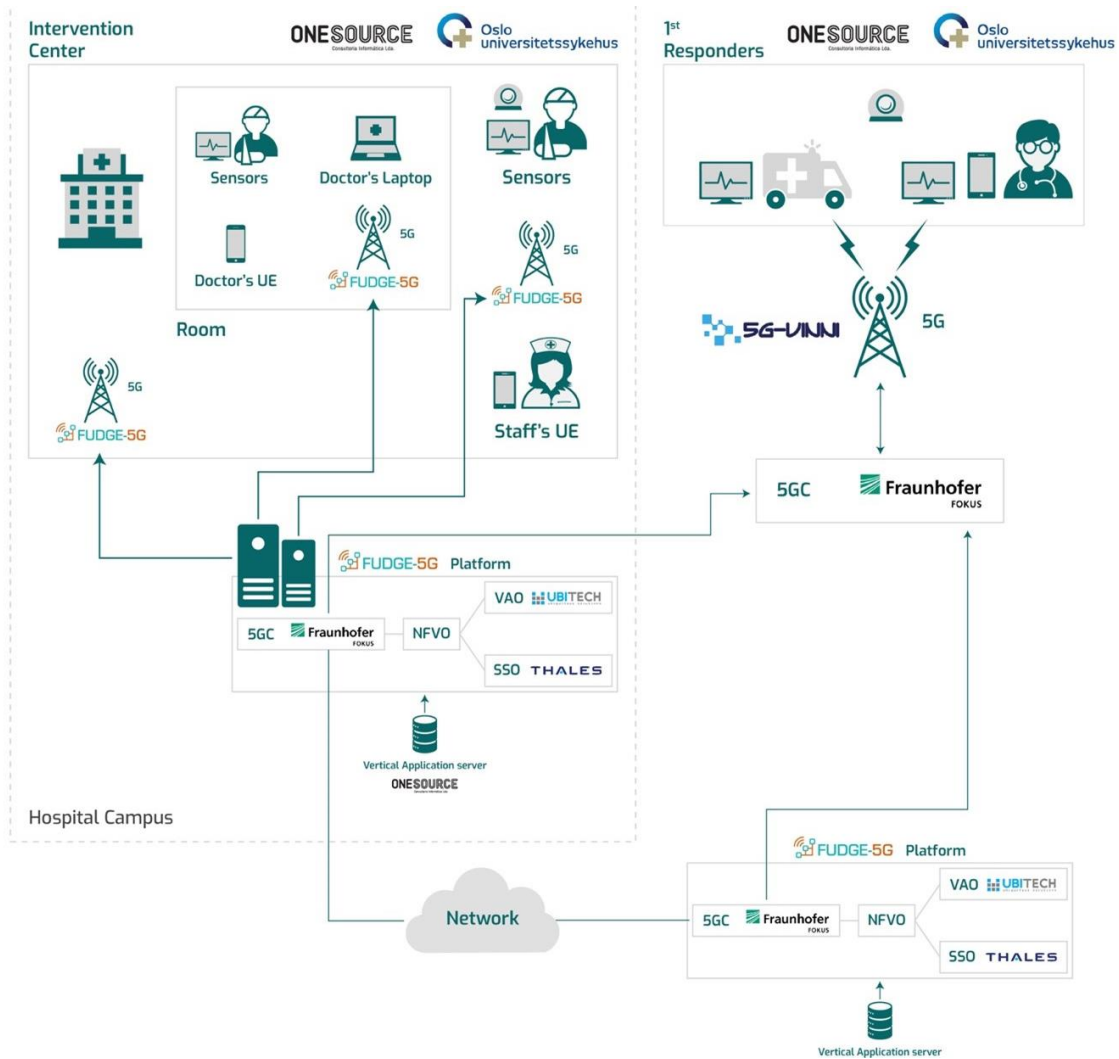 Intervention
Center
ONESOURCE
Consultoria Informática Lda.
Oslo
universitetssykehus
1st
Responders
ONESOURCE
Consultoria Informática Lda.
Oslo
universitetssykehus
Sensors
Doctor's Laptop
Sensors
5G
5G
Doctor's UE
FUDGE-5G
FUDGE-5G
Room
5G-VINNI
5G
5G
FUDGE-5G
Staff's UE
5GC
Fraunhofer
FOKUS
FUDGE-5G Platform
VAO UBITECH
5GC Fraunhofer
FOKUS
NFVO
SSO THALES
Vertical Application server
ONESOURCE
Hospital Campus
FUDGE-5G Platform
VAO UBITECH
Network
5GC Fraunhofer
FOKUS
NFVO
SSO THALES
Vertical Application server